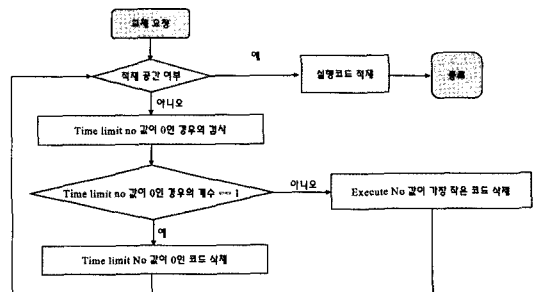 교체 요청
적재 공간 여부
예
실행코드 적재
종료
아니오
Time limit no 값이 0인 경우의 검사
Time limit no 값이 0인 경우의 개수 == 1
아니오
Execute No 값이 가장 작은 코드 삭제
예
Time limit No 값이 0인 코드 삭제